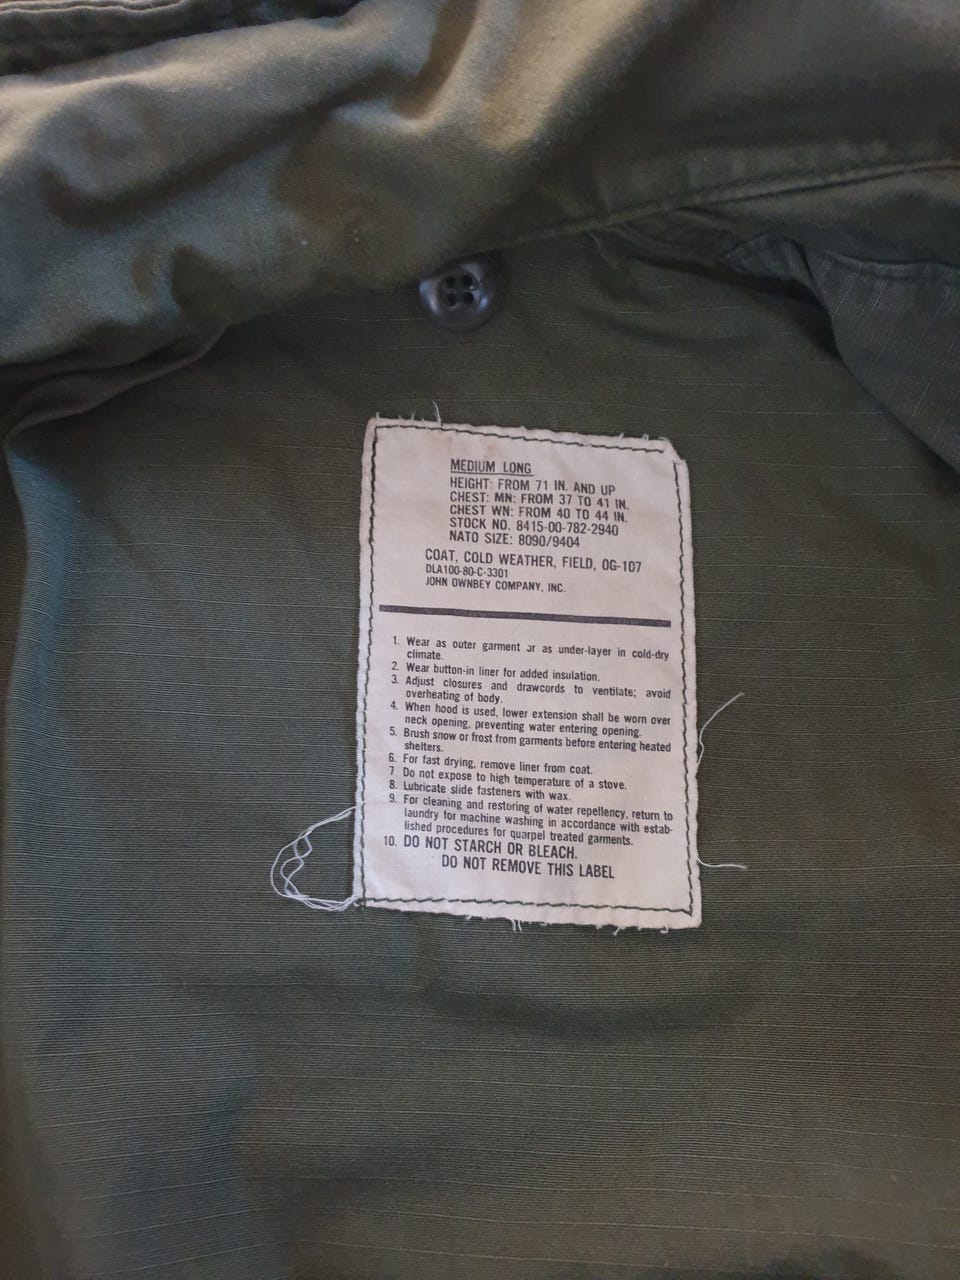 MEDIUM LONG
HEIGHT: FROM 71 IN. AND UP
CHEST: MN: FROM 37 TO 41 IN.
CHEST WN: FROM 40 TO 44 IN.
STOCK NO. 8415-00-782-2940
NATO SIZE: 8090/9404
COAT, COLD WEATHER, FIELD, OG-107
DLA100-80-C-3301
JOHN OWNBEY COMPANY, INC.
1. Wear as outer garment or as under-layer in cold-dry
climate.
2. Wear button-in liner for added insulation.
3. Adjust closures and drawcords to ventilate; avoid
overheating of body.
4. When hood is used, lower extension shall be worn over
neck opening, preventing water entering opening.
5. Brush snow or frost from garments before entering heated
shelters.
6. For fast drying, remove liner from coat.
7. Do not expose to high temperature of a stove.
8. Lubricate slide fasteners with wax.
9. For cleaning and restoring of water repellency, return to
laundry for machine washing in accordance with estab-
lished procedures for quarpel treated garments.
10. DO NOT STARCH OR BLEACH.
DO NOT REMOVE THIS LABEL